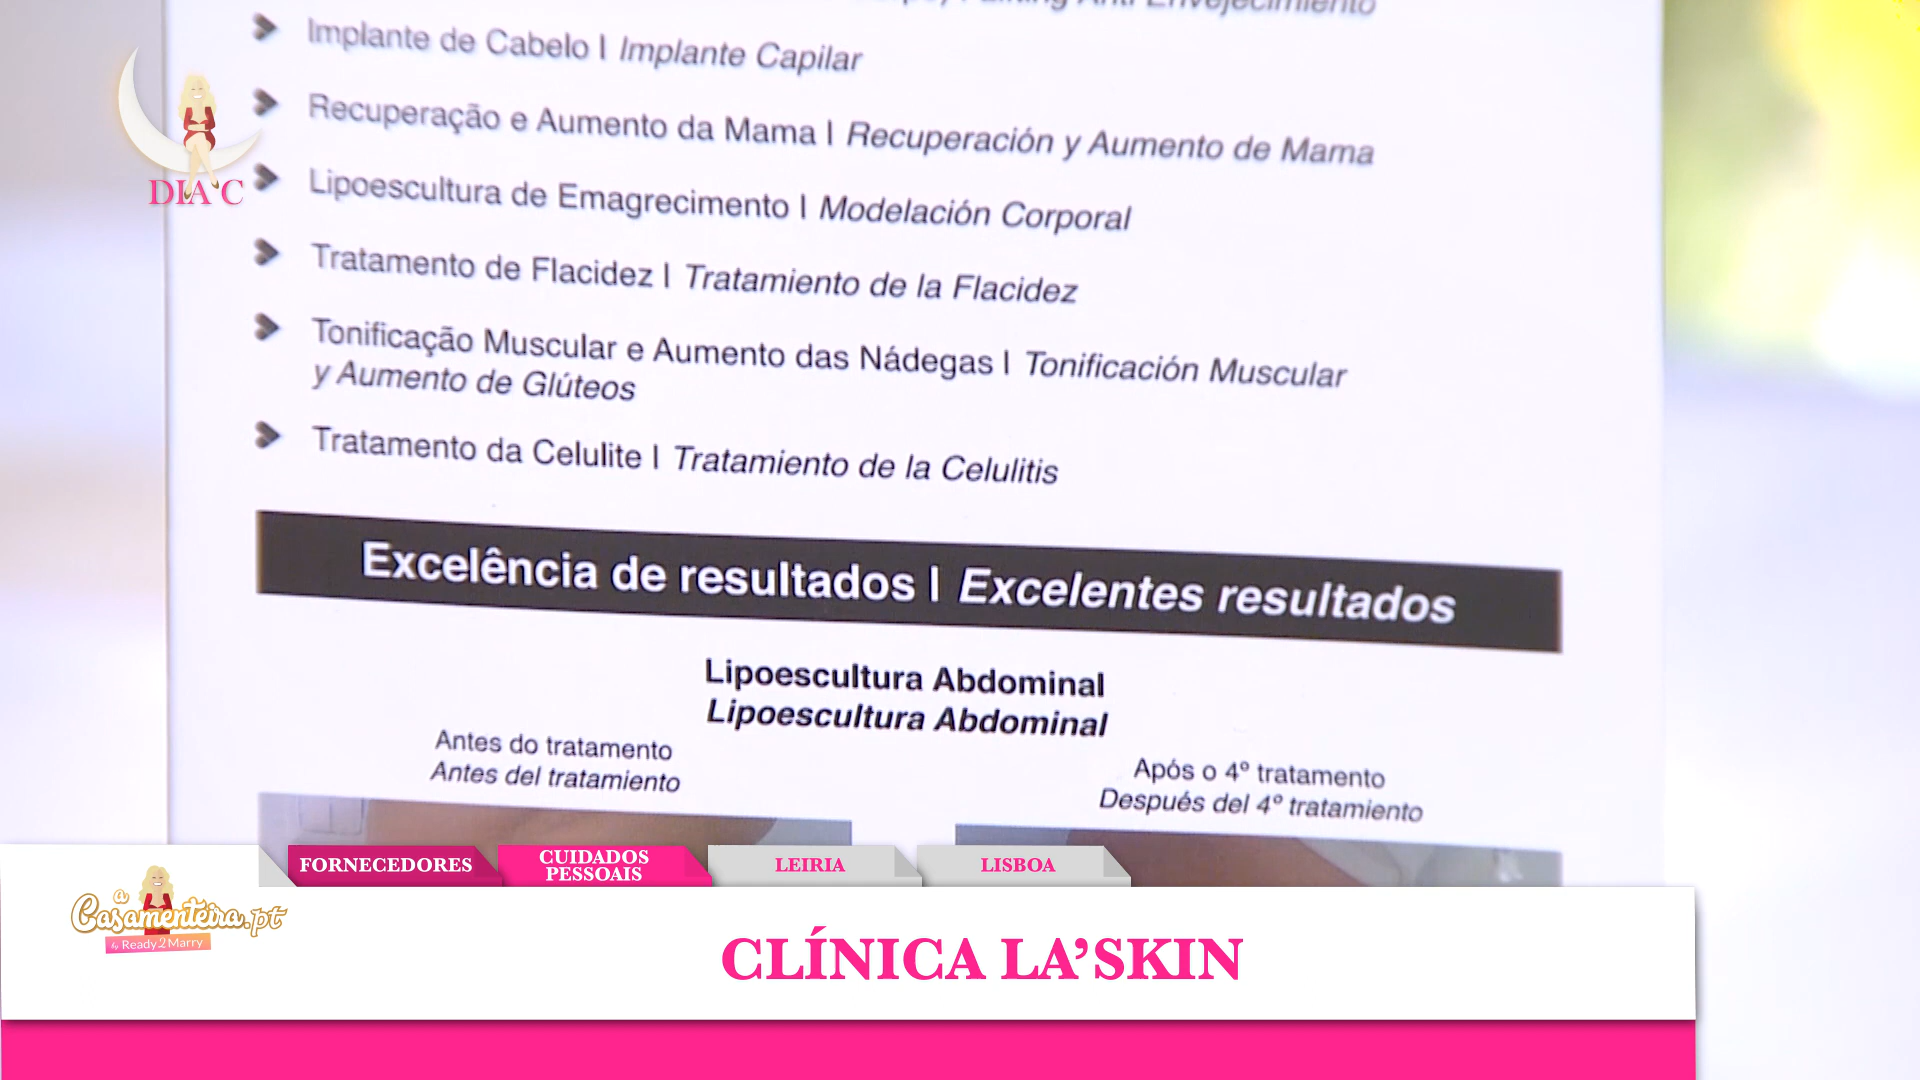 Anti Envejecimiento
Implante de Cabelo | Implante Capilar
Recuperação e Aumento da Mama | Recuperación y Aumento de Mama
Lipoescultura de Emagrecimento | Modelación Corporal
DIA C
Tratamento de Flacidez | Tratamiento de la Flacidez
Tonificação Muscular e Aumento das Nádegas | Tonificación Muscular
y Aumento de Glúteos
Tratamento da Celulite | Tratamiento de la Celulitis
Excelência de resultados | Excelentes resultados
Lipoescultura Abdominal
Lipoescultura Abdominal
Antes do tratamento
Antes del tratamiento
Após o 4º tratamento
Después del 4º tratamiento
FORNECEDORES
CUIDADOS
PESSOAIS
LEIRIA
LISBOA
a
Casamenteira.pt
by Ready2Marry
CLÍNICA LA’SKIN